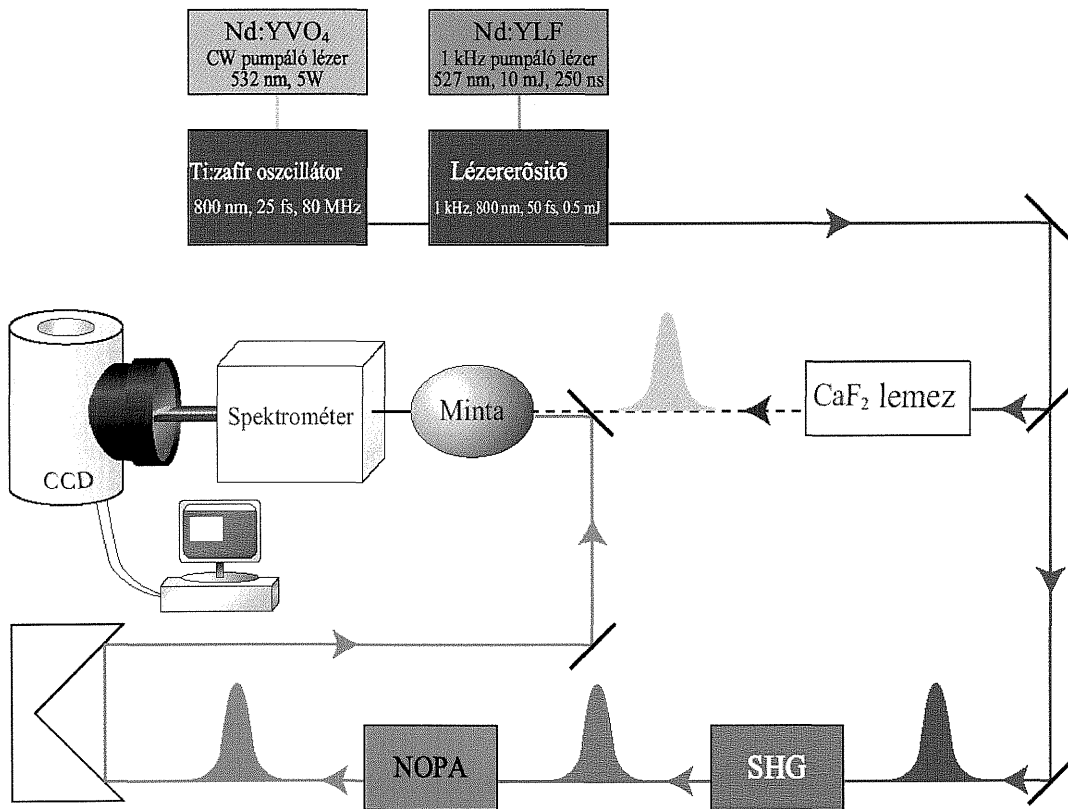 Nd:YVO₄
CW pumpáló lézer
532 nm, 5W
Nd:YLF
1 kHz pumpáló lézer
527 nm, 10 mJ, 250 ns
Ti:zafír oszcillátor
800 nm, 25 fs, 80 MHz
Lézererõsitõ
1 kHz, 800 nm, 50 fs, 0.5 mJ
CCD
Spektrométer
Minta
CaF₂ lemez
NOPA
SHG